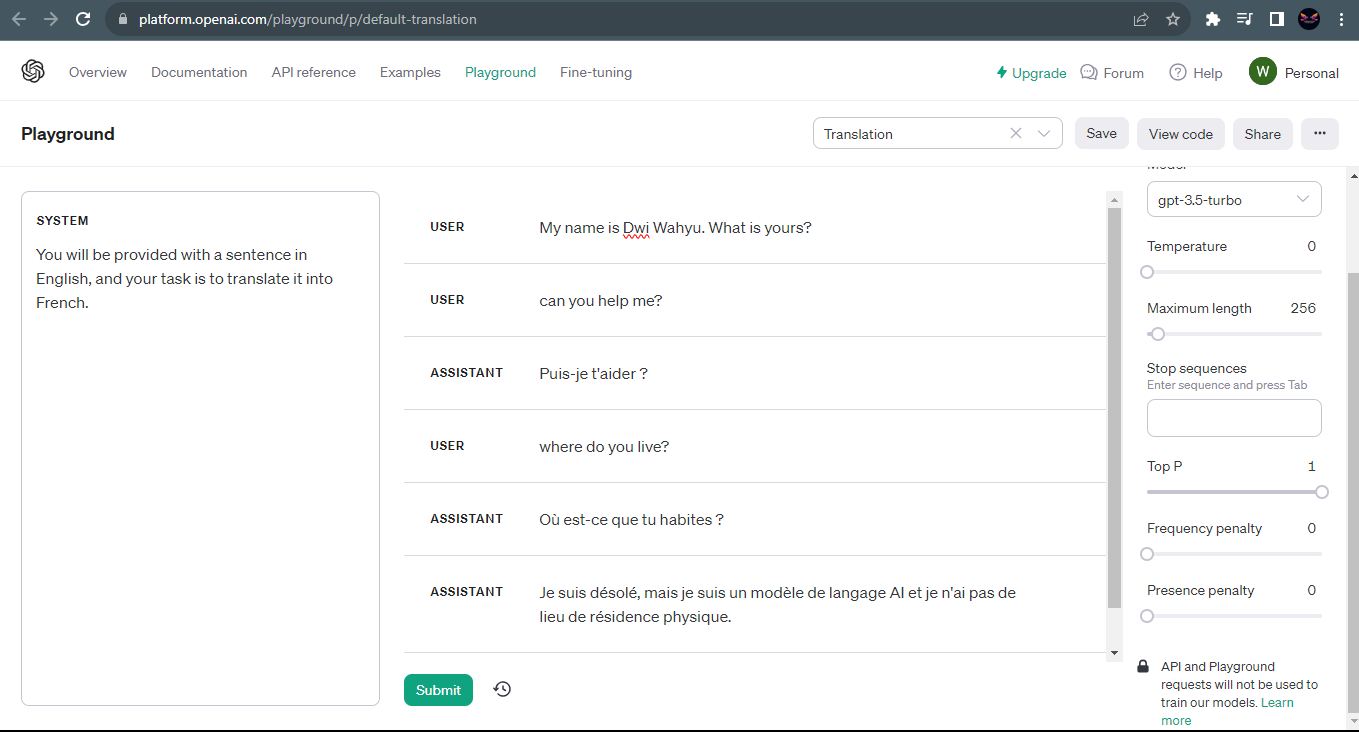 platform.openai.com/playground/p/default-translation
Overview Documentation API reference Examples Playground Fine-tuning Upgrade Forum Help W Personal
Playground Translation Save View code Share ···
SYSTEM
You will be provided with a sentence in
English, and your task is to translate it into
French.
USER My name is Dwi Wahyu. What is yours?
USER can you help me?
ASSISTANT Puis-je t'aider ?
USER where do you live?
ASSISTANT Où est-ce que tu habites ?
ASSISTANT Je suis désolé, mais je suis un modèle de langage AI et je n'ai pas de
lieu de résidence physique.
Submit
Model
gpt-3.5-turbo
Temperature 0
Maximum length 256
Stop sequences
Enter sequence and press Tab
Top P 1
Frequency penalty 0
Presence penalty 0
API and Playground
requests will not be used to
train our models. Learn
more